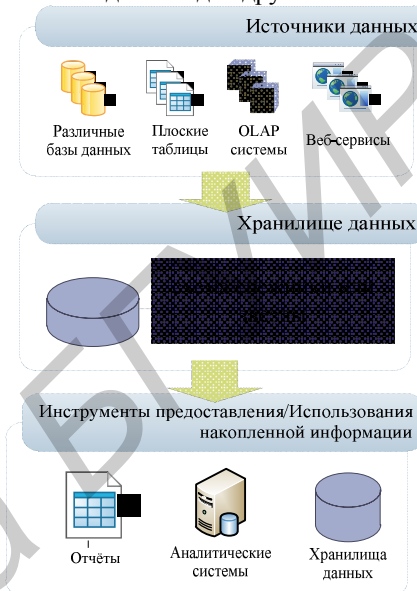 Источники данных
Различные
базы данных
Плоские
таблицы
OLAP
системы
Веб-сервисы
Хранилище данных
Инструменты предоставления/Использования
накопленной информации
Отчёты
Аналитические
системы
Хранилища
данных
БГУИР